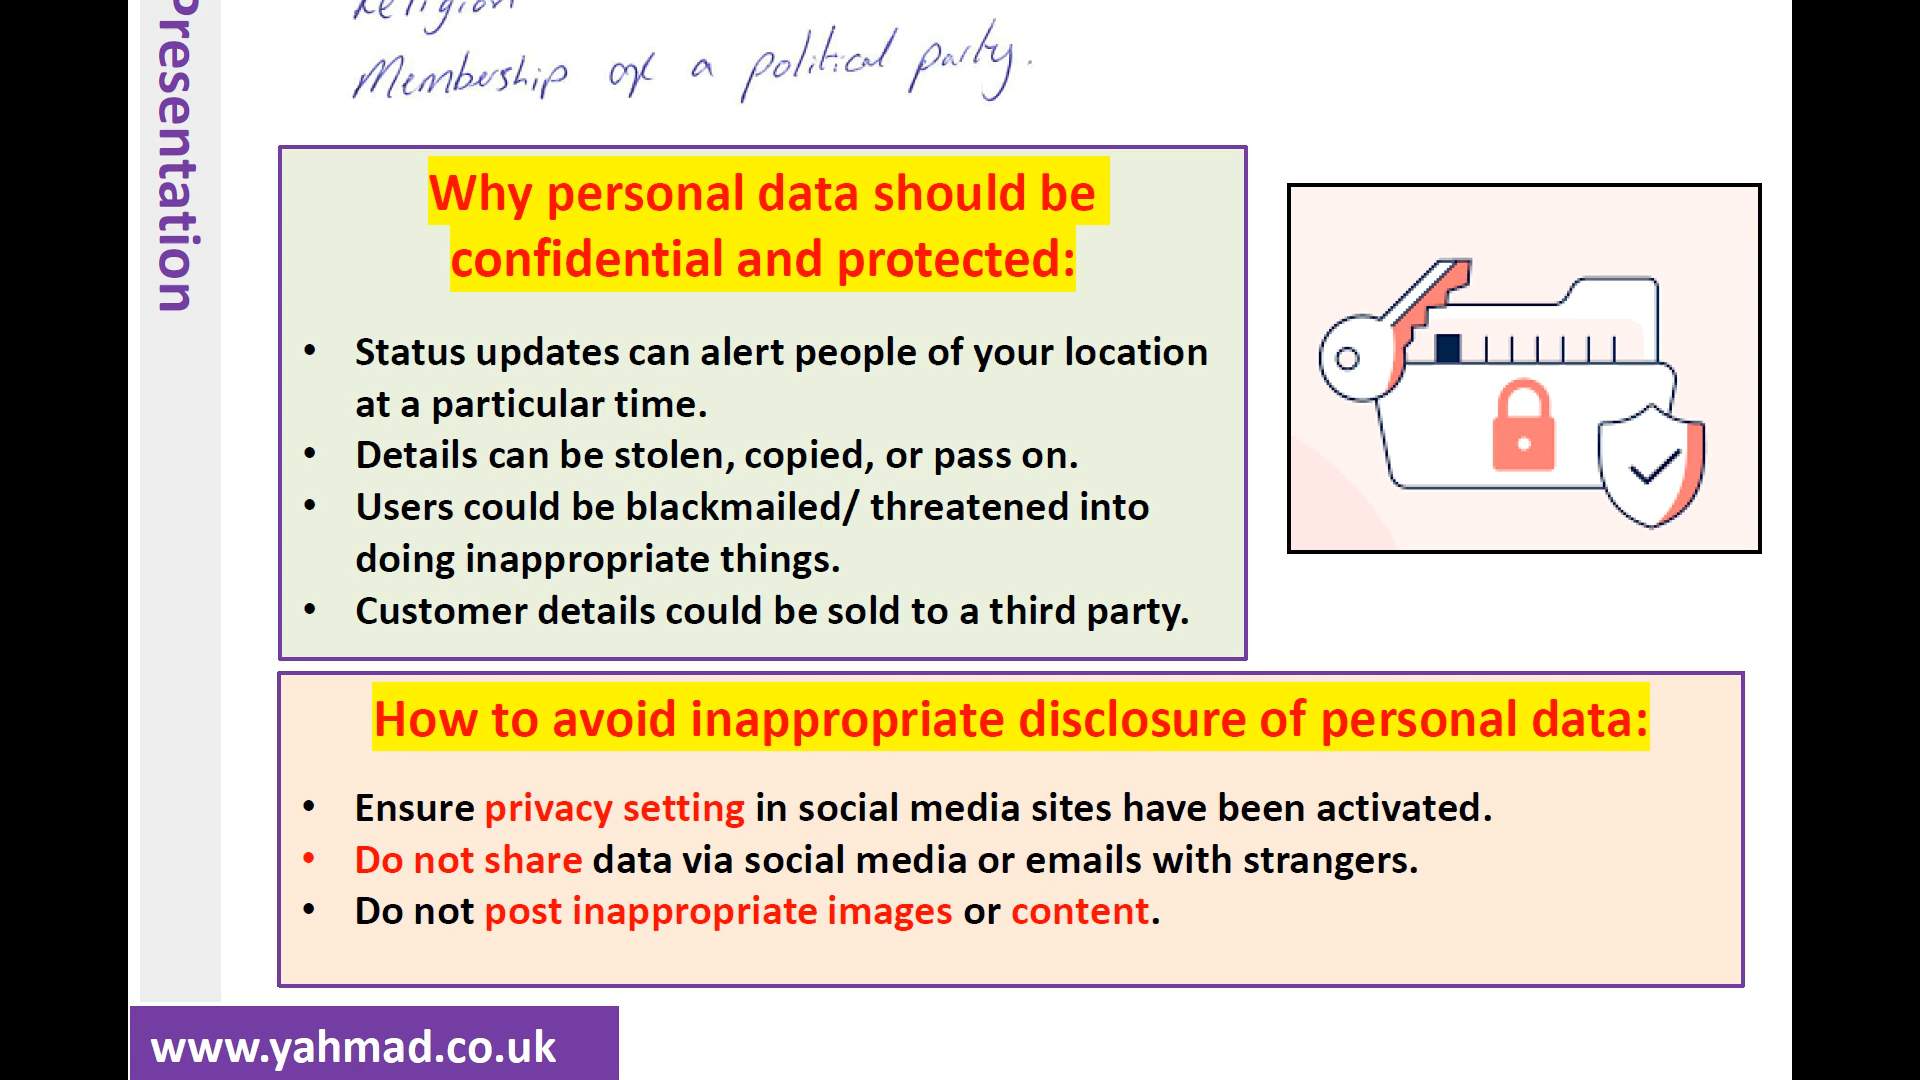 Presentation
Religion
Membership of a political party.
Why personal data should be
confidential and protected:
• Status updates can alert people of your location
at a particular time.
• Details can be stolen, copied, or pass on.
• Users could be blackmailed/ threatened into
doing inappropriate things.
• Customer details could be sold to a third party.
How to avoid inappropriate disclosure of personal data:
• Ensure privacy setting in social media sites have been activated.
• Do not share data via social media or emails with strangers.
• Do not post inappropriate images or content.
www.yahmad.co.uk